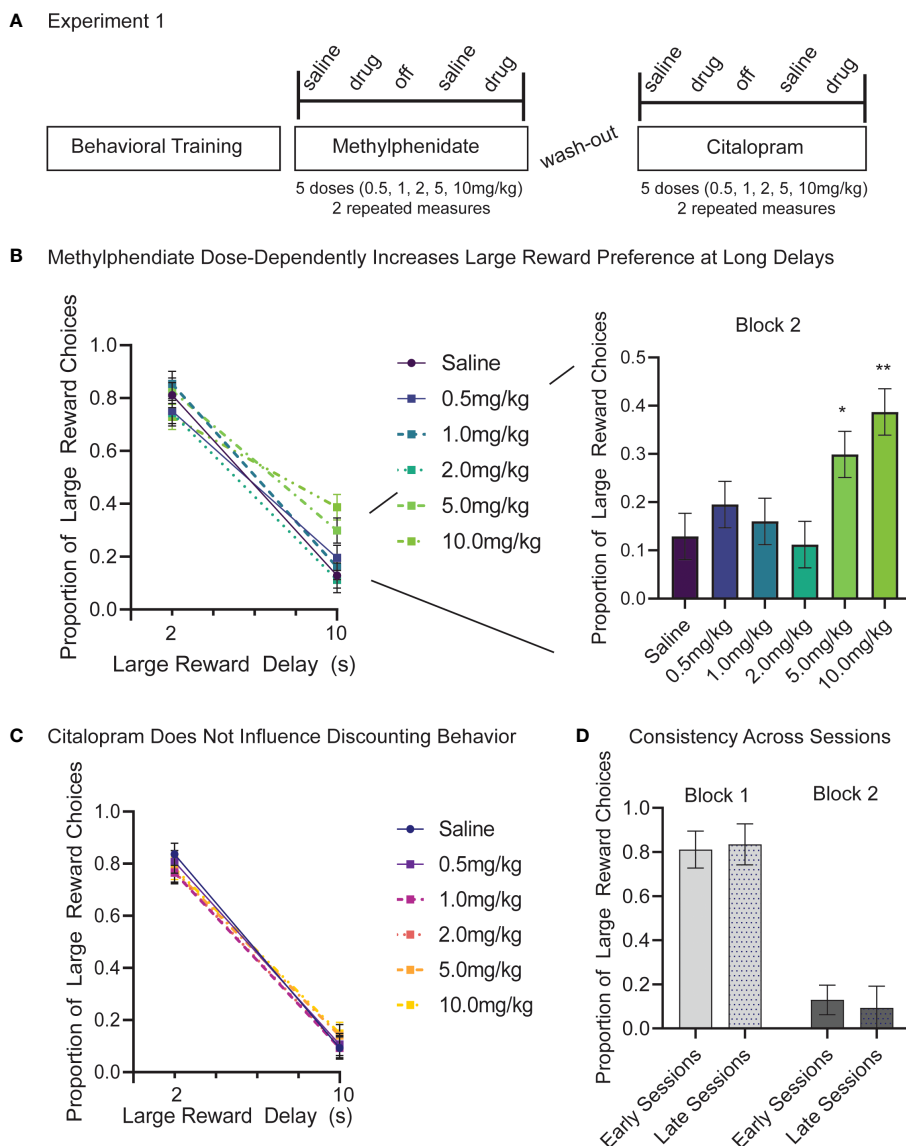 A Experiment 1
saline drug off saline drug
saline drug off saline drug
Behavioral Training
Methylphenidate
wash-out
Citalopram
5 doses (0.5, 1, 2, 5, 10mg/kg)
2 repeated measures
5 doses (0.5, 1, 2, 5, 10mg/kg)
2 repeated measures
B Methylphendiate Dose-Dependently Increases Large Reward Preference at Long Delays
Proportion of Large Reward Choices
1.0
0.8
0.6
0.4
0.2
0.0
2 10
Large Reward Delay (s)
Saline
0.5mg/kg
1.0mg/kg
2.0mg/kg
5.0mg/kg
10.0mg/kg
Block 2
Proportion of Large Reward Choices
0.5
0.4
0.3
0.2
0.1
0.0
* **
Saline 0.5mg/kg 1.0mg/kg 2.0mg/kg 5.0mg/kg 10.0mg/kg
C Citalopram Does Not Influence Discounting Behavior
Proportion of Large Reward Choices
1.0
0.8
0.6
0.4
0.2
0.0
2 10
Large Reward Delay (s)
Saline
0.5mg/kg
1.0mg/kg
2.0mg/kg
5.0mg/kg
10.0mg/kg
D Consistency Across Sessions
Proportion of Large Reward Choices
1.0
0.8
0.6
0.4
0.2
0.0
Block 1 Block 2
Early Sessions Late Sessions Early Sessions Late Sessions